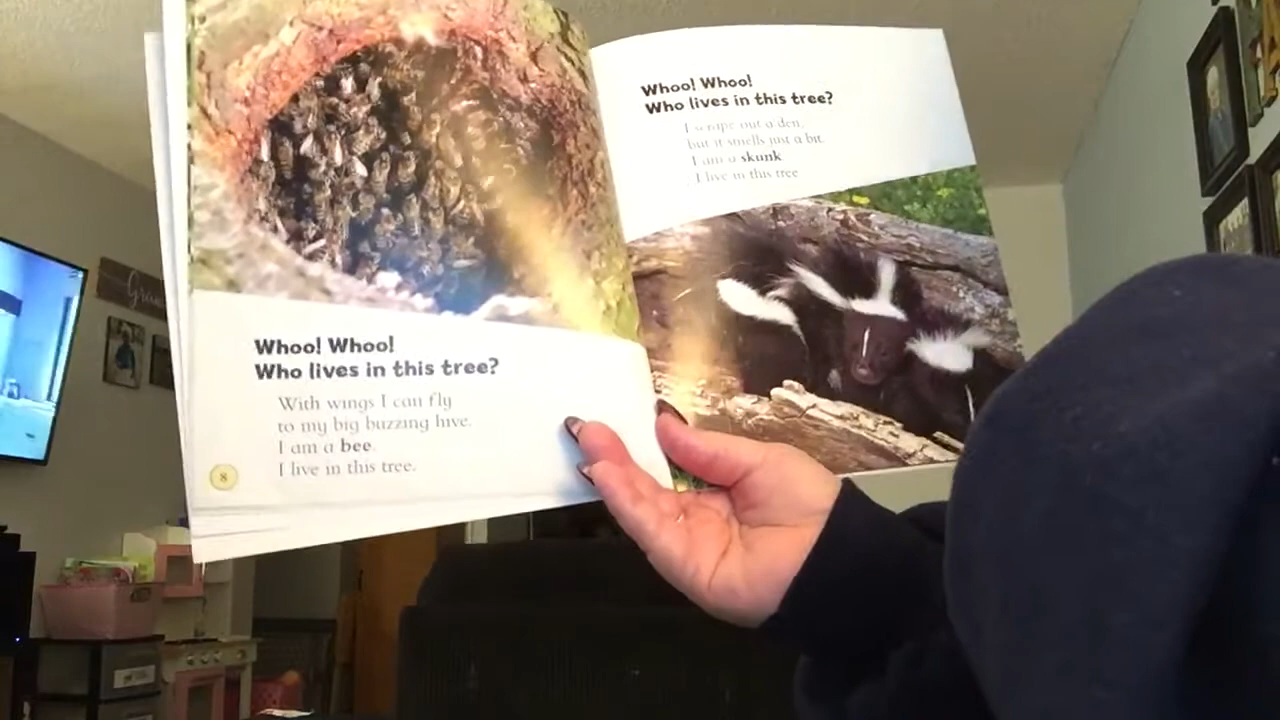 Whoo! Whoo!
Who lives in this tree?
With wings I can fly
to my big buzzing hive.
I am a bee.
I live in this tree.
8
Whoo! Whoo!
Who lives in this tree?
I scrape out a den,
but it smells just a bit.
I am a skunk.
I live in this tree.